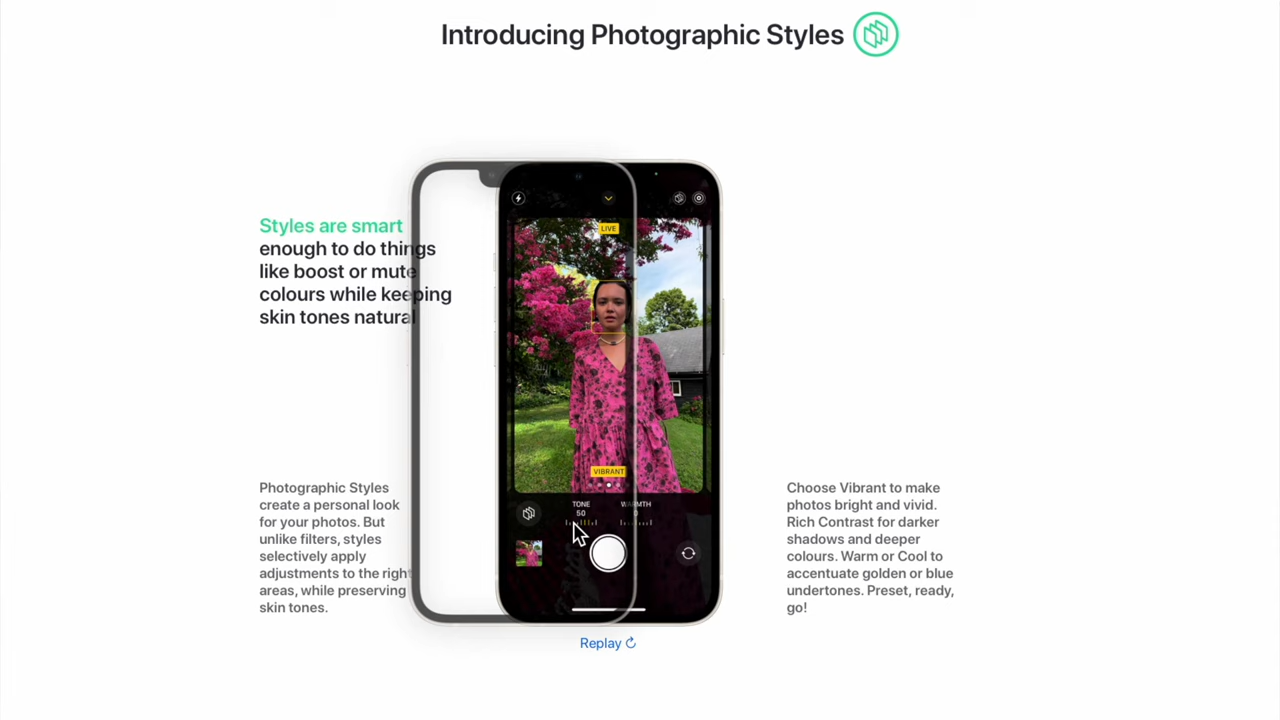 Introducing Photographic Styles
Styles are smart
enough to do things
like boost or mute
colours while keeping
skin tones natural
LIVE
VIBRANT
TONE
50
WARMTH
0
Photographic Styles
create a personal look
for your photos. But
unlike filters, styles
selectively apply
adjustments to the right
areas, while preserving
skin tones.
Choose Vibrant to make
photos bright and vivid.
Rich Contrast for darker
shadows and deeper
colours. Warm or Cool to
accentuate golden or blue
undertones. Preset, ready,
go!
Replay